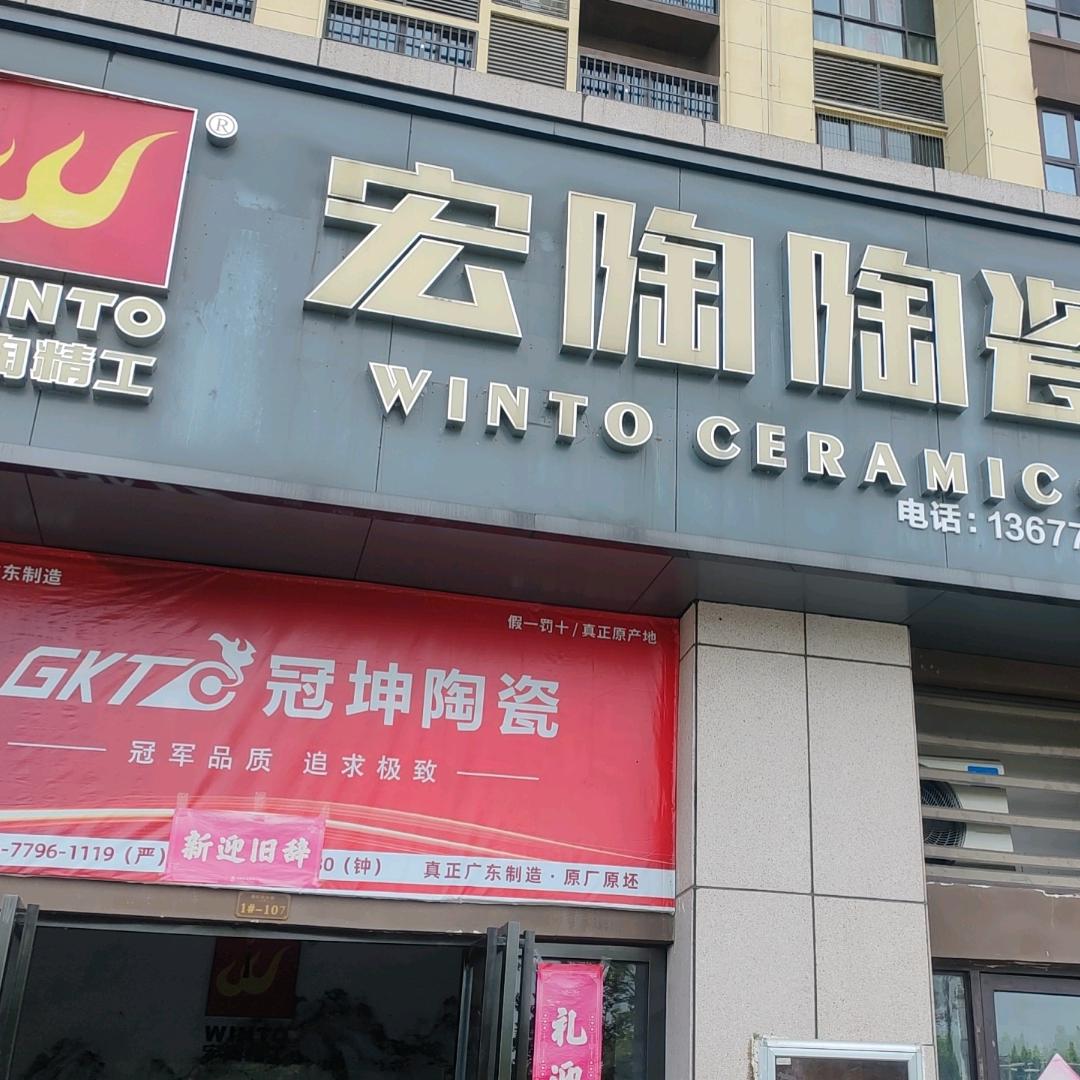 ®
宏陶陶瓷
WINTO
陶精工
WINTO CERAMICS
电话：13677
东制造
假一罚十/真正原产地
GKTC 冠坤陶瓷
冠军品质 追求极致
-7796-1119（严）
新迎旧辞
0（钟）
真正广东制造·原厂原坯
1#-107
WINTO
礼迎